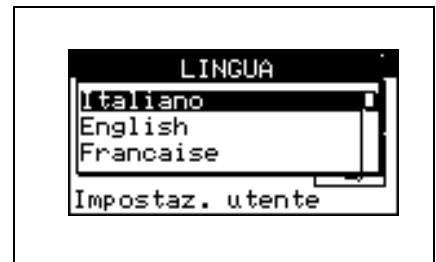 LINGUA
Italiano
English
Francaise
Impostaz. utente